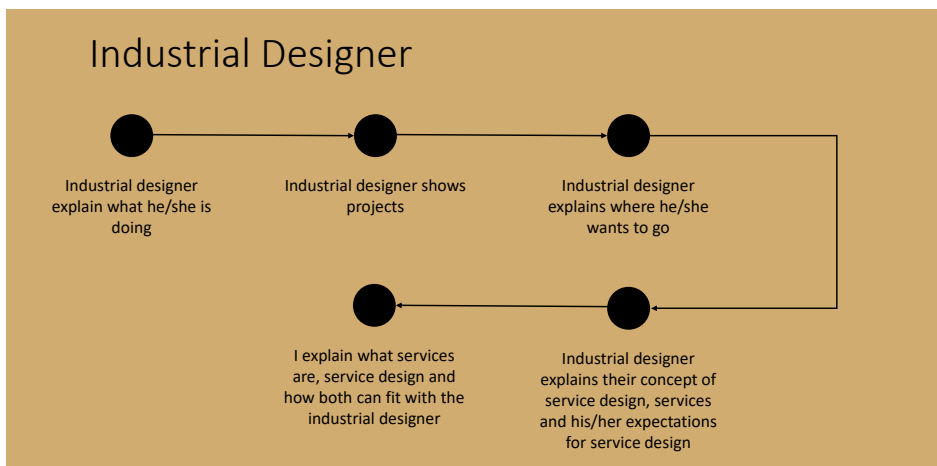 Industrial Designer
Industrial designer
explain what he/she is
doing
Industrial designer shows
projects
Industrial designer
explains where he/she
wants to go
I explain what services
are, service design and
how both can fit with the
industrial designer
Industrial designer
explains their concept of
service design, services
and his/her expectations
for service design